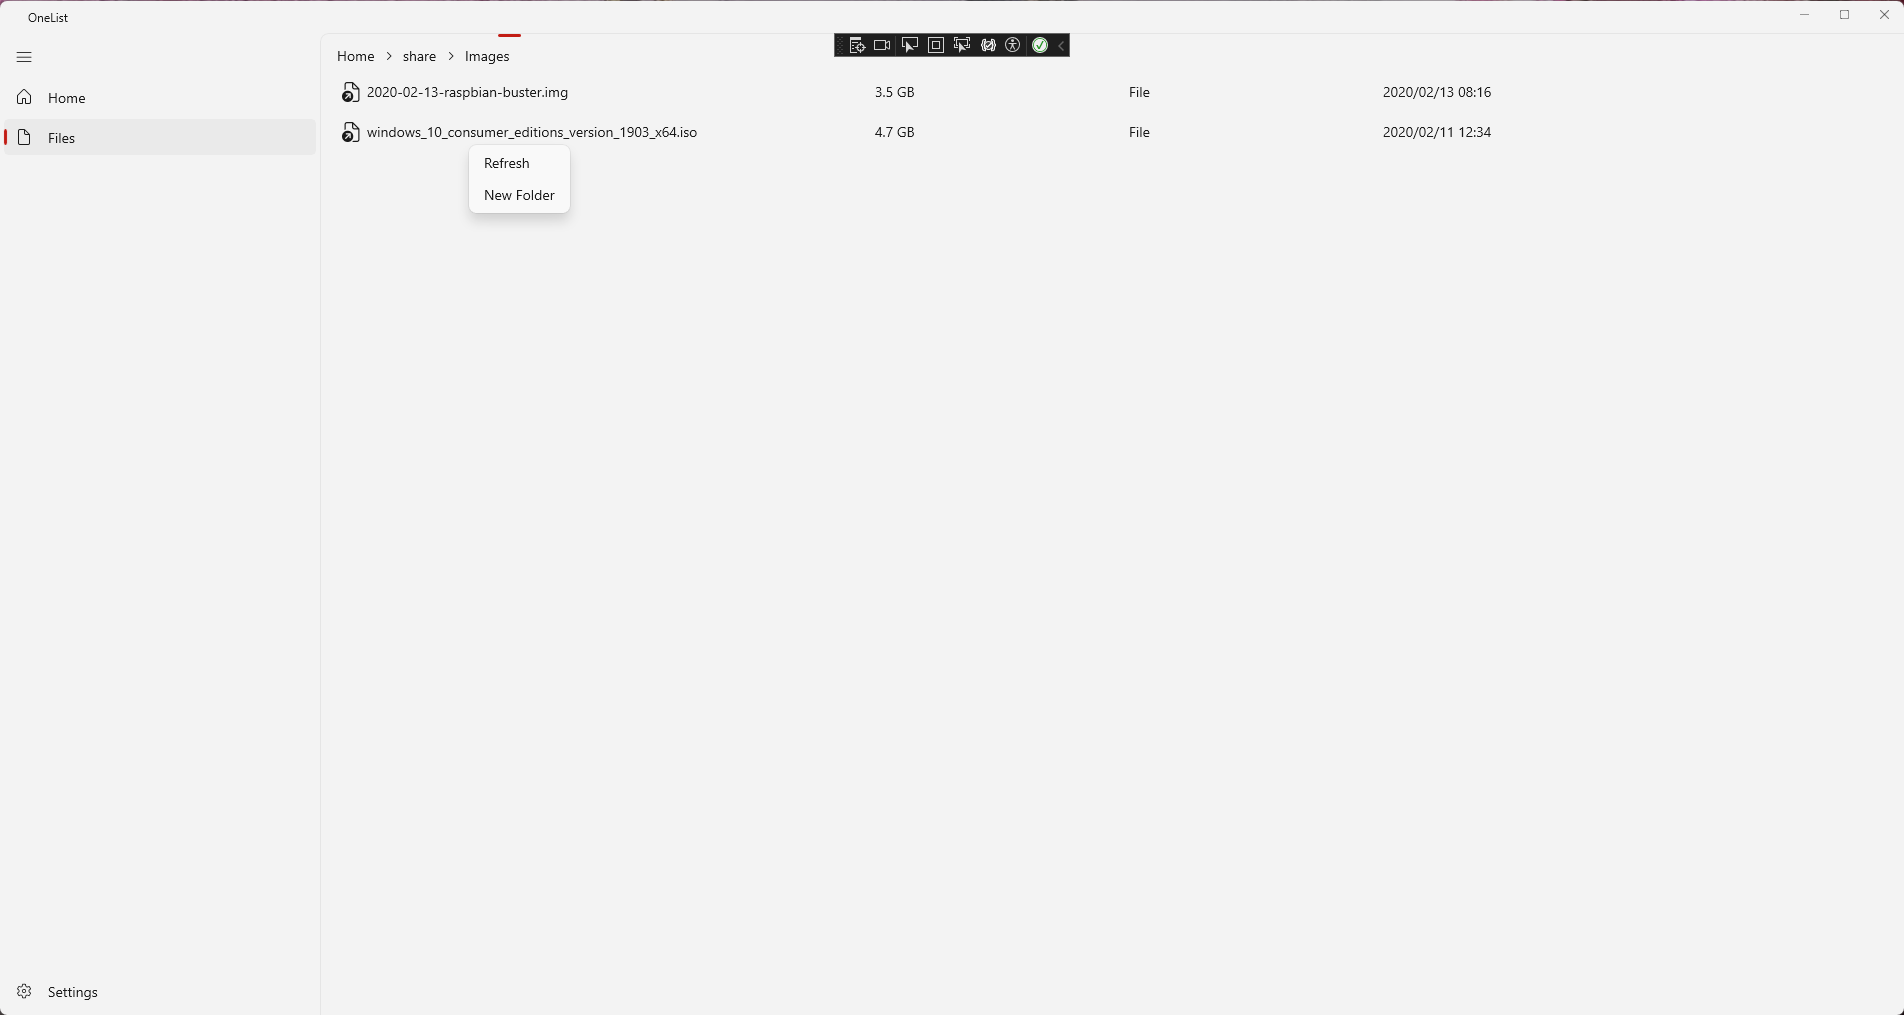 OneList
Home
Files
Settings
Home > share > Images
2020-02-13-raspbian-buster.img 3.5 GB File 2020/02/13 08:16
windows_10_consumer_editions_version_1903_x64.iso 4.7 GB File 2020/02/11 12:34
Refresh
New Folder